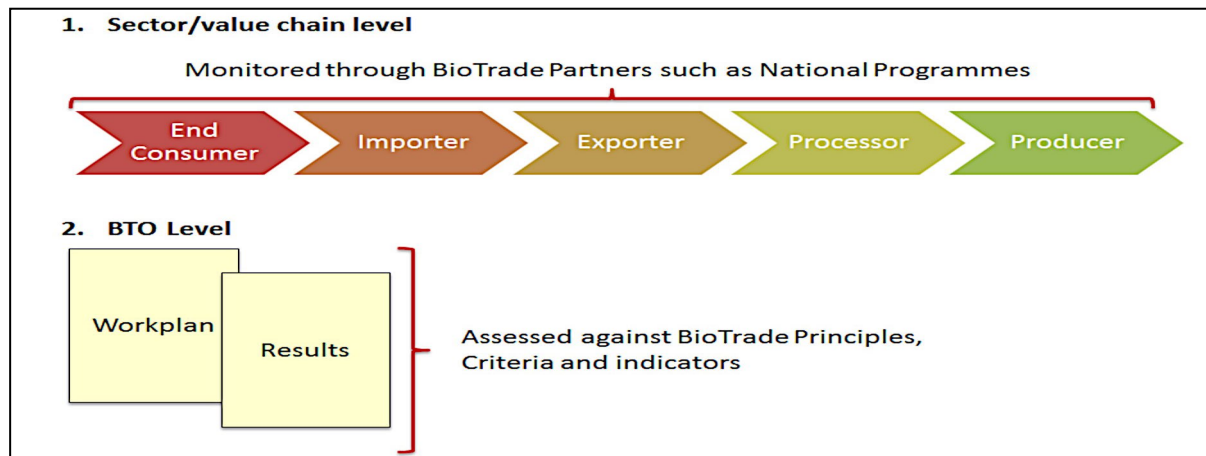 1. Sector/value chain level
Monitored through BioTrade Partners such as National Programmes
End
Consumer
Importer
Exporter
Processor
Producer
2. BTO Level
Workplan
Results
Assessed against BioTrade Principles,
Criteria and indicators